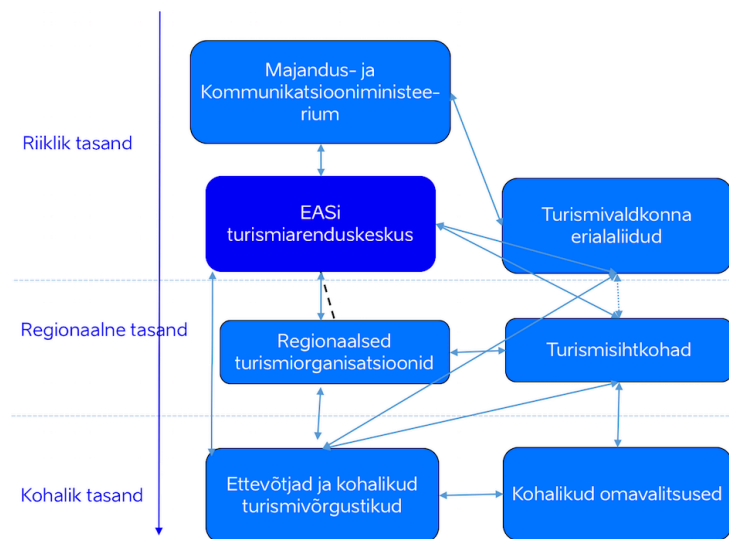 Majandus- ja
Kommunikatsiooniministee-
rium
Riiklik tasand
EASi
turismiarenduskeskus
Turismivaldkonna
erialaliidud
Regionaalne tasand
Regionaalsed
turismiorganisatsioonid
Turismisihtkohad
Kohalik tasand
Ettevõtjad ja kohalikud
turismivõrgustikud
Kohalikud omavalitsused